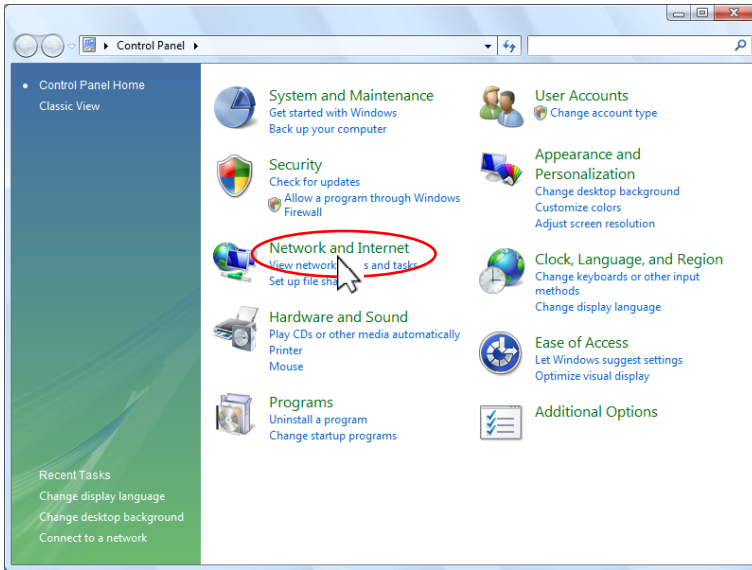 Control Panel
Control Panel Home
Classic View
System and Maintenance
Get started with Windows
Back up your computer
Security
Check for updates
Allow a program through Windows
Firewall
Network and Internet
View network s and tasks
Set up file
Hardware and Sound
Play CDs or other media automatically
Printer
Mouse
Programs
Uninstall a program
Change startup programs
User Accounts
Change account type
Appearance and
Personalization
Change desktop background
Customize colors
Adjust screen resolution
Clock, Language, and Region
Change keyboards or other input
methods
Change display language
Ease of Access
Let Windows suggest settings
Optimize visual display
Additional Options
Recent Tasks
Change display language
Change desktop background
Connect to a network